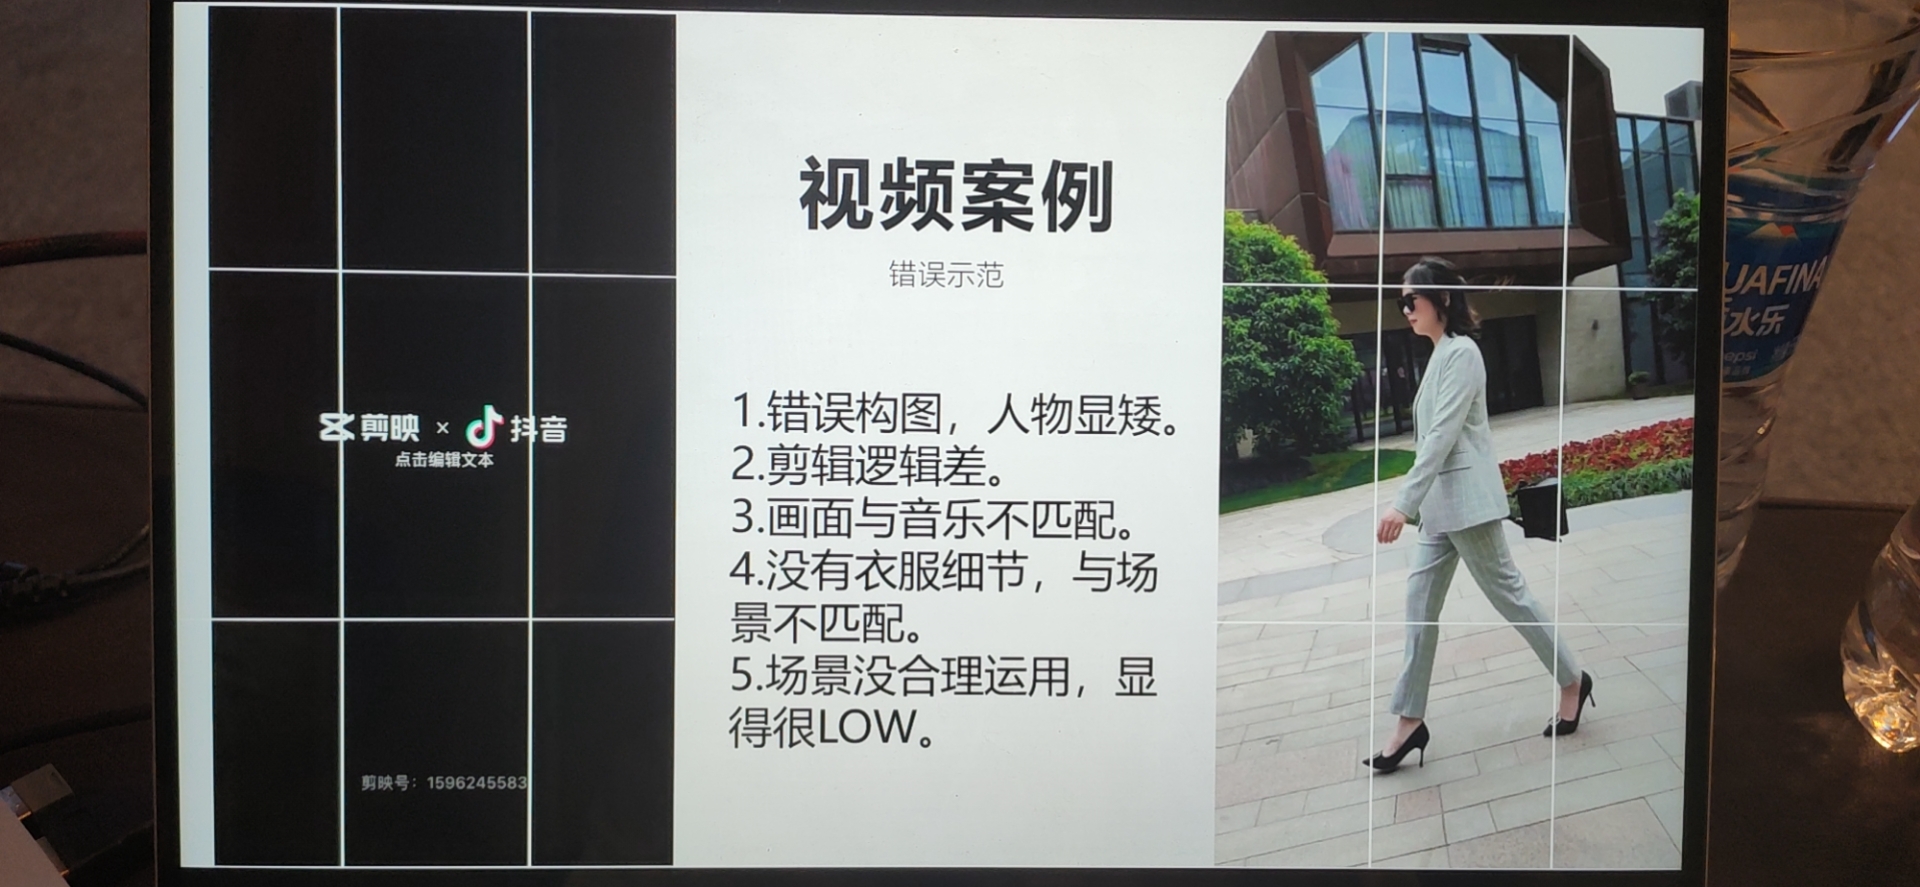 视频案例
错误示范
1.错误构图，人物显矮。
2.剪辑逻辑差。
3.画面与音乐不匹配。
4.没有衣服细节，与场
景不匹配。
5.场景没合理运用，显
得很LOW。
剪映 × 抖音
点击编辑文本
剪映号：1596245583
UAFINA
水乐
epsi